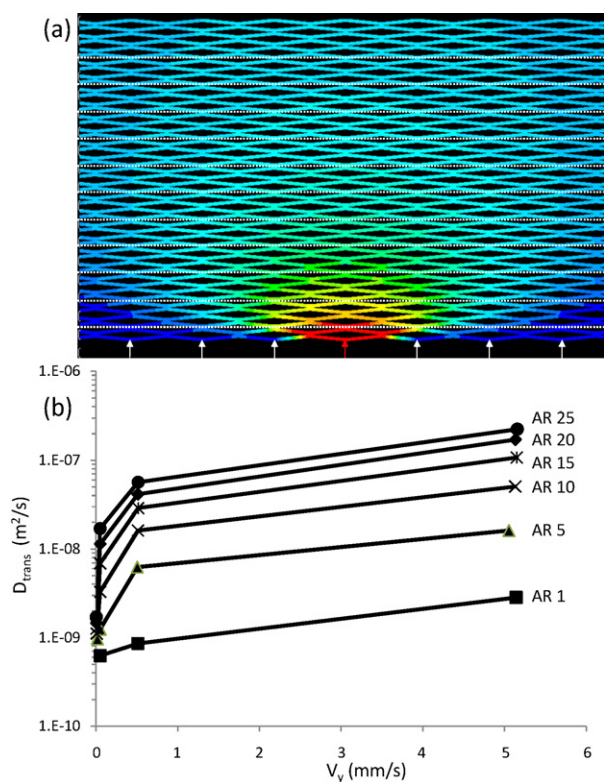 (a)
(b)
1.E-06
1.E-07
1.E-08
1.E-09
1.E-10
D_trans (m²/s)
AR 25
AR 20
AR 15
AR 10
AR 5
AR 1
0 1 2 3 4 5 6
V_y (mm/s)